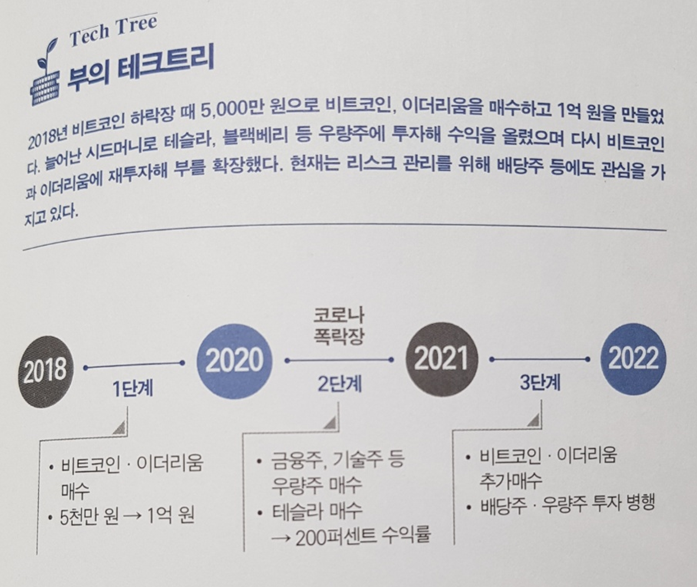 Tech Tree
부의 테크트리
2018년 비트코인 하락장 때 5,000만 원으로 비트코인, 이더리움을 매수하고 1억 원을 만들었
다. 늘어난 시드머니로 테슬라, 블랙베리 등 우량주에 투자해 수익을 올렸으며 다시 비트코인
과 이더리움에 재투자해 부를 확장했다. 현재는 리스크 관리를 위해 배당주 등에도 관심을 가
지고 있다.
코로나
폭락장
2018
2020
2021
2022
1단계
2단계
3단계
• 비트코인 · 이더리움
매수
• 5천만 원 → 1억 원
• 금융주, 기술주 등
우량주 매수
• 테슬라 매수
→ 200퍼센트 수익률
• 비트코인 · 이더리움
추가매수
• 배당주 · 우량주 투자 병행